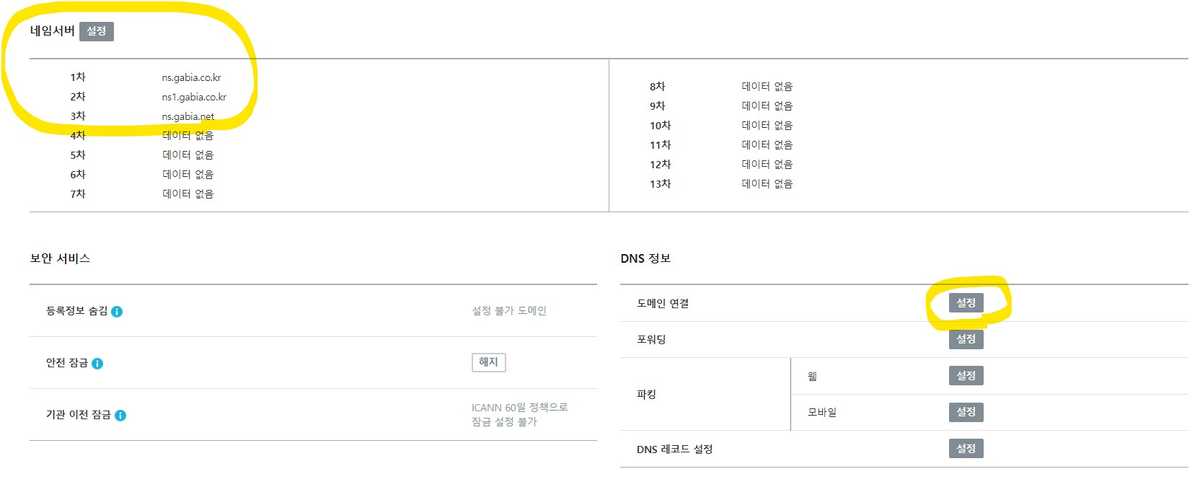 네임서버 설정
1차 ns.gabia.co.kr
2차 ns1.gabia.co.kr
3차 ns.gabia.net
4차 데이터 없음
5차 데이터 없음
6차 데이터 없음
7차 데이터 없음
8차 데이터 없음
9차 데이터 없음
10차 데이터 없음
11차 데이터 없음
12차 데이터 없음
13차 데이터 없음
보안 서비스
등록정보 숨김 i 설정 불가 도메인
안전 잠금 i 해지
기관 이전 잠금 i ICANN 60일 정책으로
잠금 설정 불가
DNS 정보
도메인 연결 설정
포워딩 설정
파킹
웹 설정
모바일 설정
DNS 레코드 설정 설정